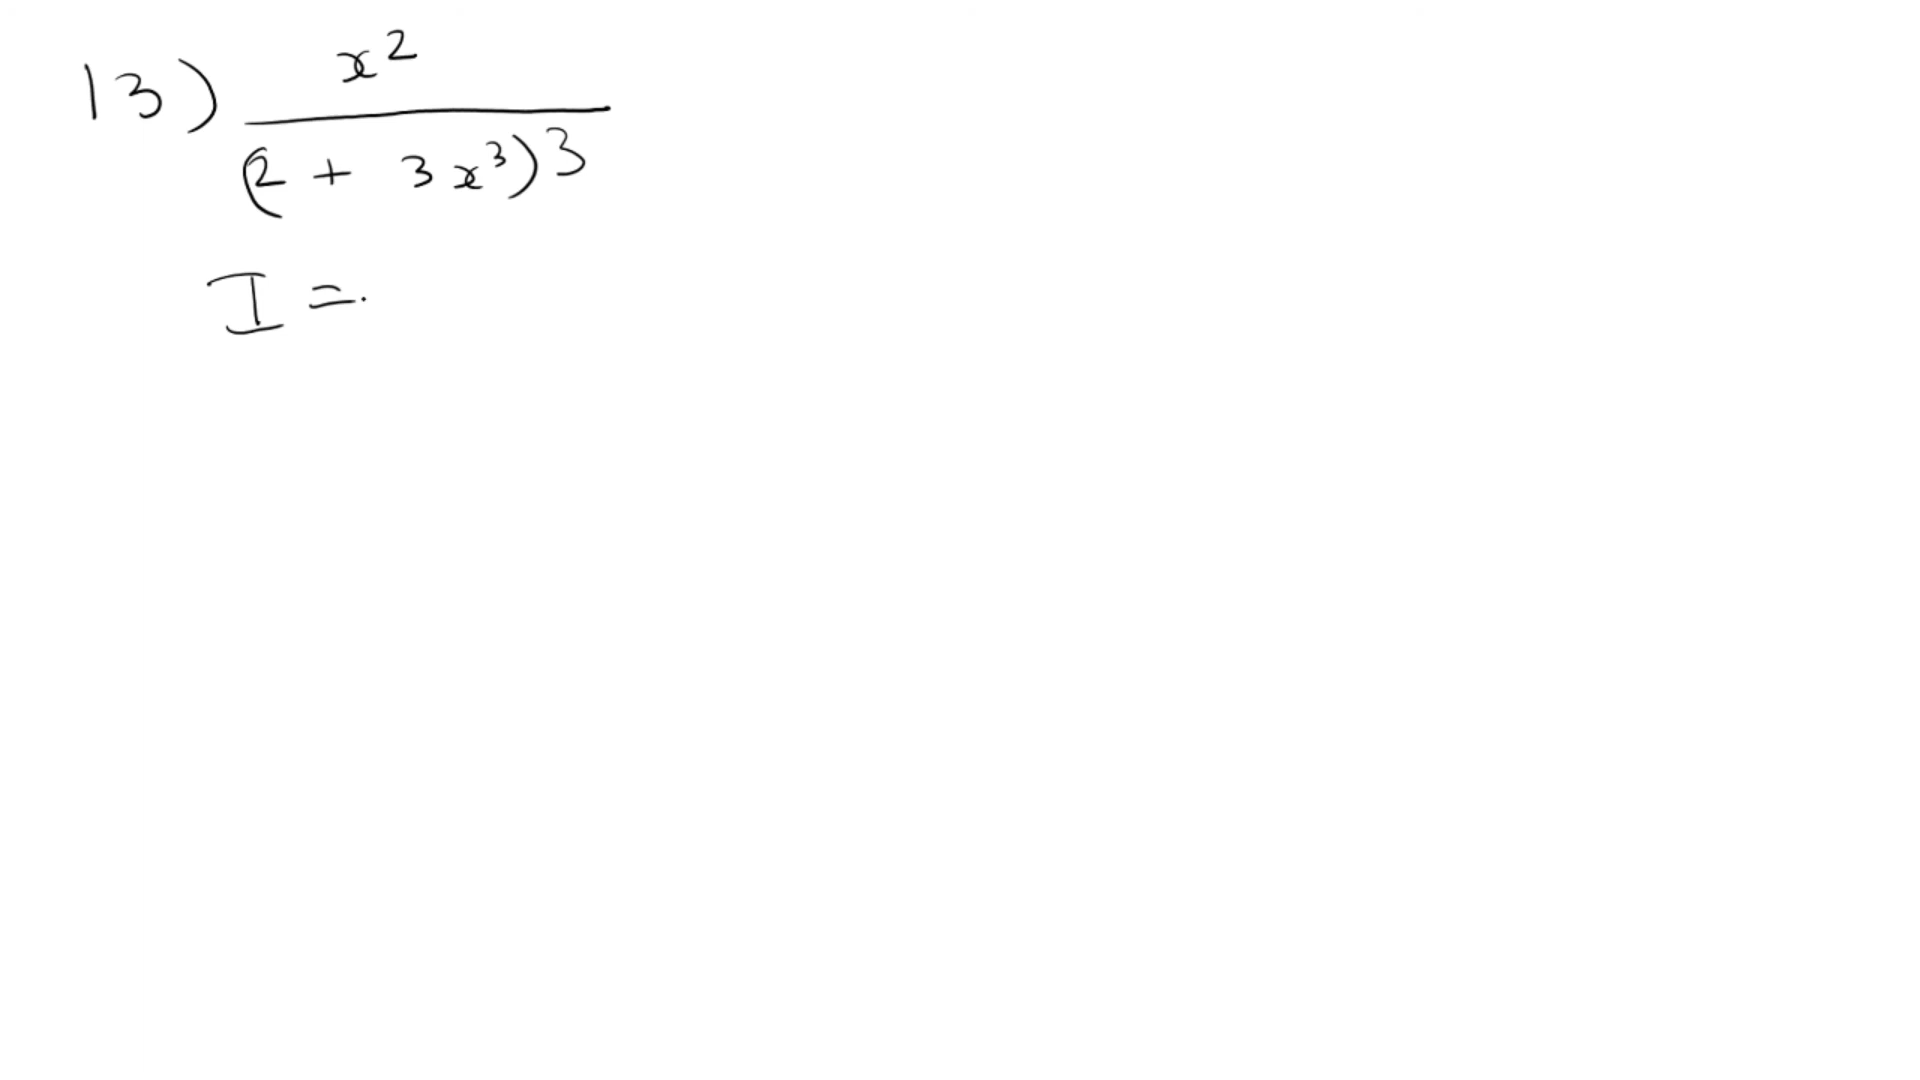 13) x²
(2 + 3x³)3
I =.